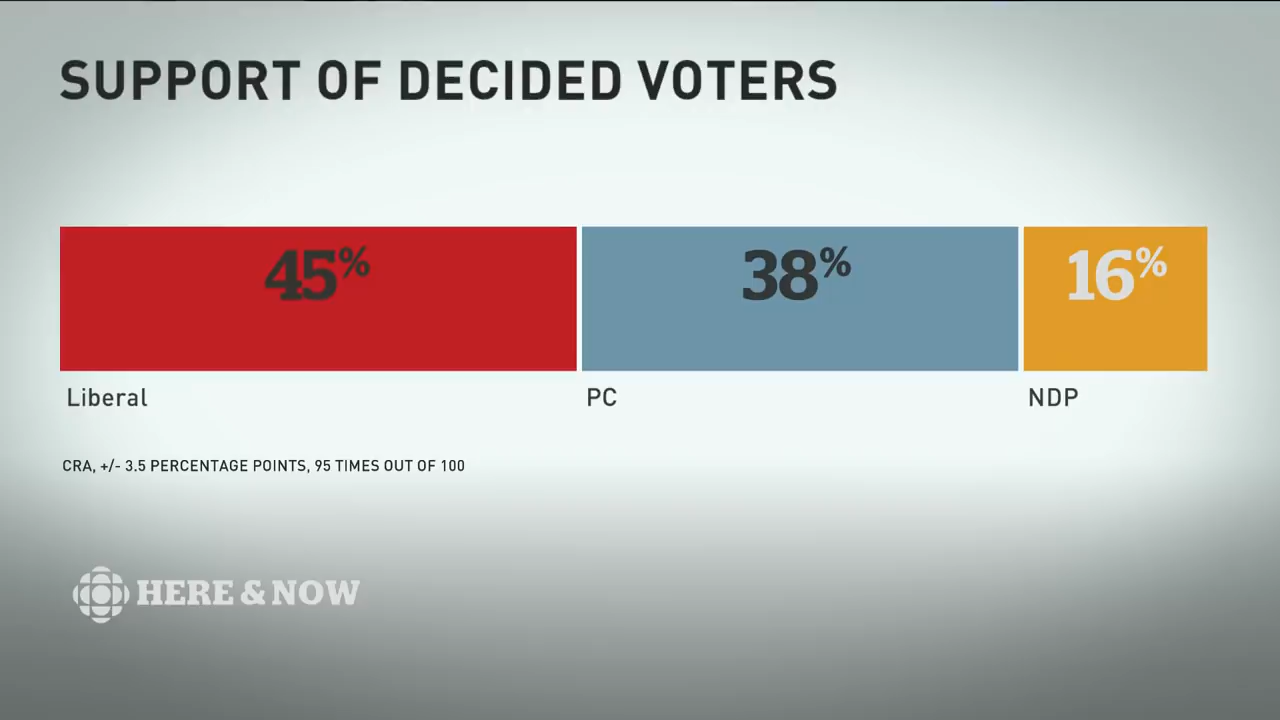 SUPPORT OF DECIDED VOTERS
45% 38% 16%
Liberal PC NDP
CRA, +/- 3.5 PERCENTAGE POINTS, 95 TIMES OUT OF 100
HERE & NOW